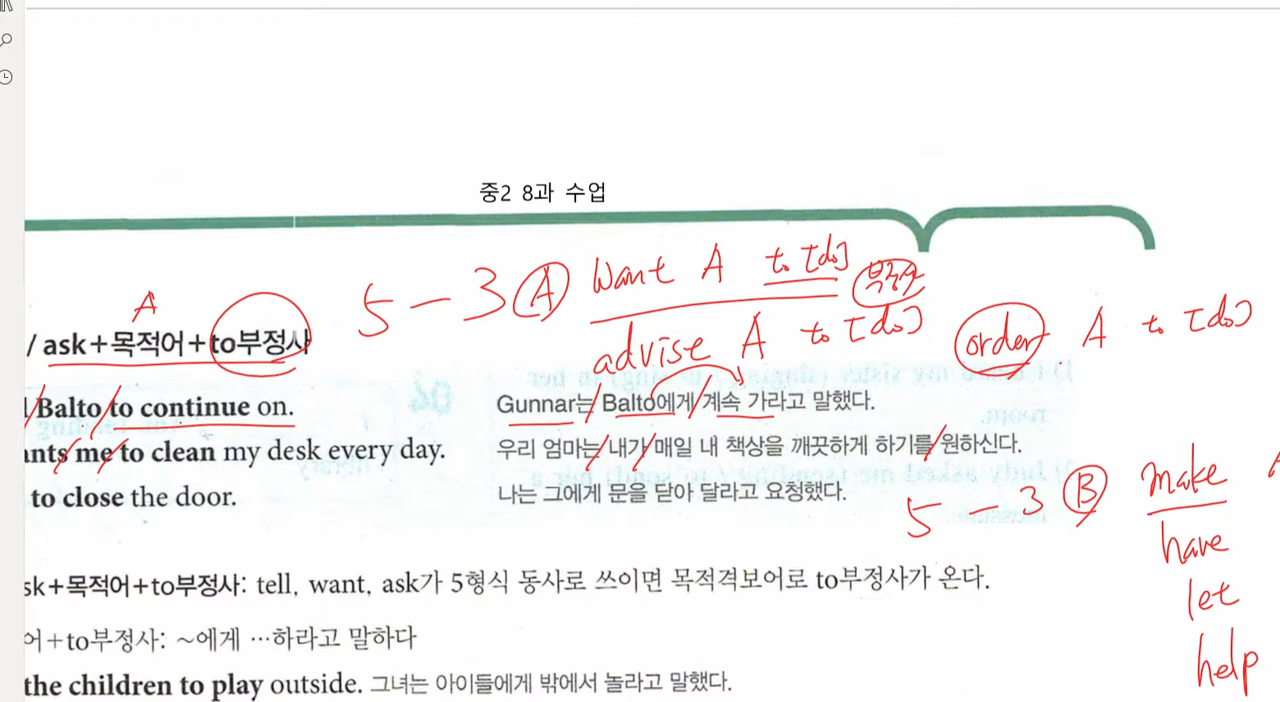 중2 8과 수업
5-3 Ⓐ want A to [do] 부정사
A
/ ask+목적어+to부정사
advise A to [do]
order A to [do]
Balto to continue on.
Gunnar는 Balto에게 계속 가라고 말했다.
nts me to clean my desk every day.
우리 엄마는 내가 매일 내 책상을 깨끗하게 하기를 원하신다.
to close the door.
나는 그에게 문을 닫아 달라고 요청했다.
5-3 Ⓑ make
have
let
help
sk+목적어+to부정사: tell, want, ask가 5형식 동사로 쓰이면 목적격보어로 to부정사가 온다.
어+to부정사: ~에게 …하라고 말하다
the children to play outside. 그녀는 아이들에게 밖에서 놀라고 말했다.